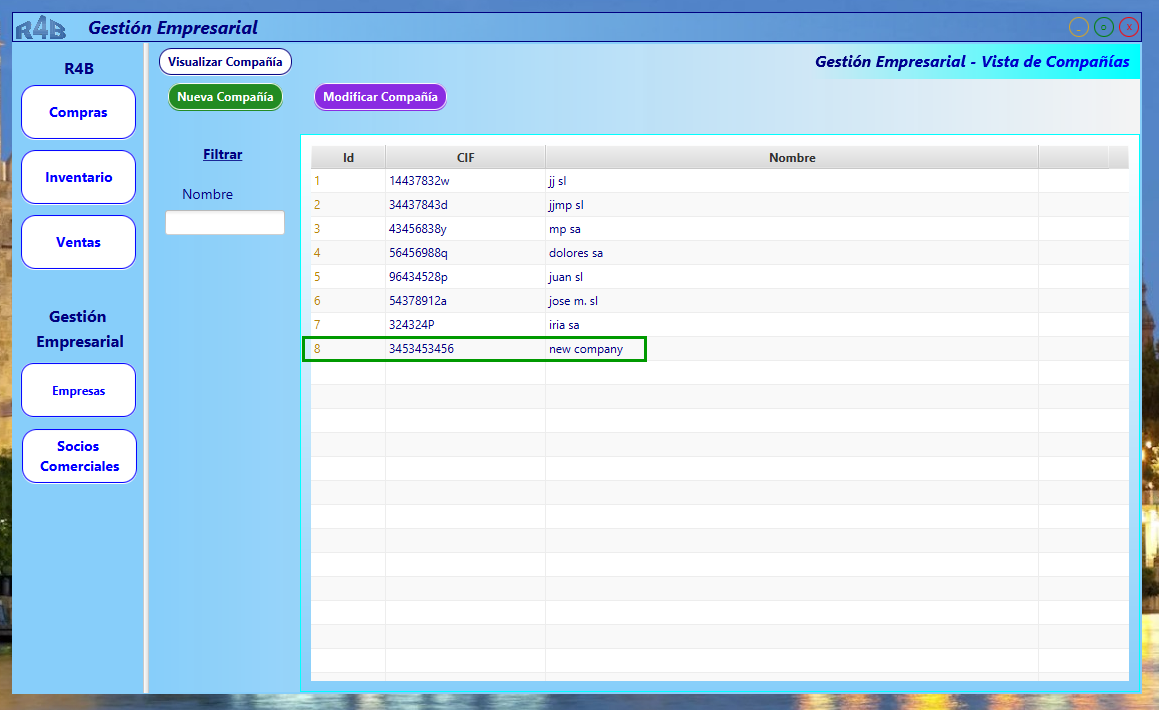 R4B Gestión Empresarial
R4B
Compras
Inventario
Ventas
Gestión
Empresarial
Empresas
Socios
Comerciales
Visualizar Compañía
Gestión Empresarial - Vista de Compañías
Nueva Compañía Modificar Compañía
Filtrar
Nombre
Id CIF Nombre
1 14437832w jj sl
2 34437843d jjmp sl
3 43456838y mp sa
4 56456988q dolores sa
5 96434528p juan sl
6 54378912a jose m. sl
7 324324P iria sa
8 3453453456 new company